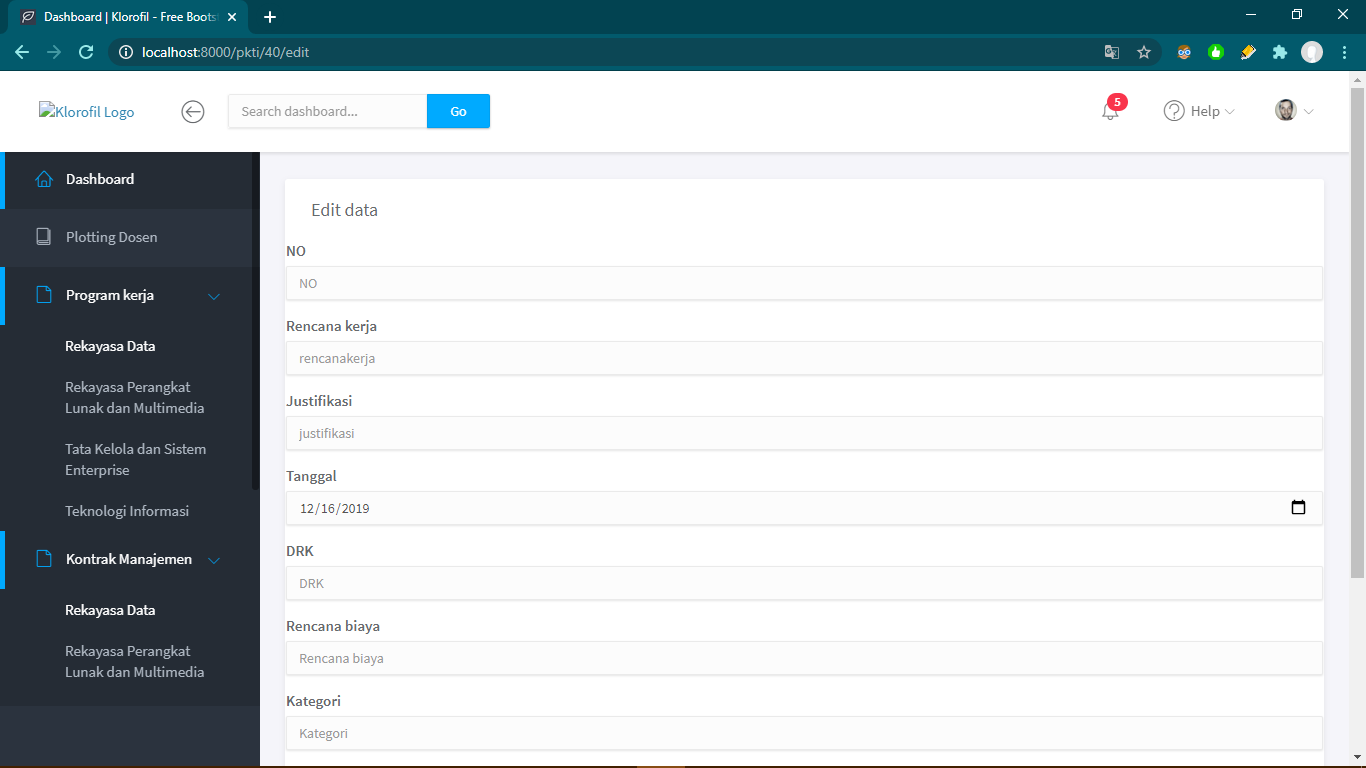 Dashboard | Klorofil - Free Boots
localhost:8000/pkti/40/edit
Klorofil Logo
Search dashboard...
Go
5
Help
Dashboard
Plotting Dosen
Program kerja
Rekayasa Data
Rekayasa Perangkat
Lunak dan Multimedia
Tata Kelola dan Sistem
Enterprise
Teknologi Informasi
Kontrak Manajemen
Rekayasa Data
Rekayasa Perangkat
Lunak dan Multimedia
Edit data
NO
NO
Rencana kerja
rencanakerja
Justifikasi
justifikasi
Tanggal
12/16/2019
DRK
DRK
Rencana biaya
Rencana biaya
Kategori
Kategori